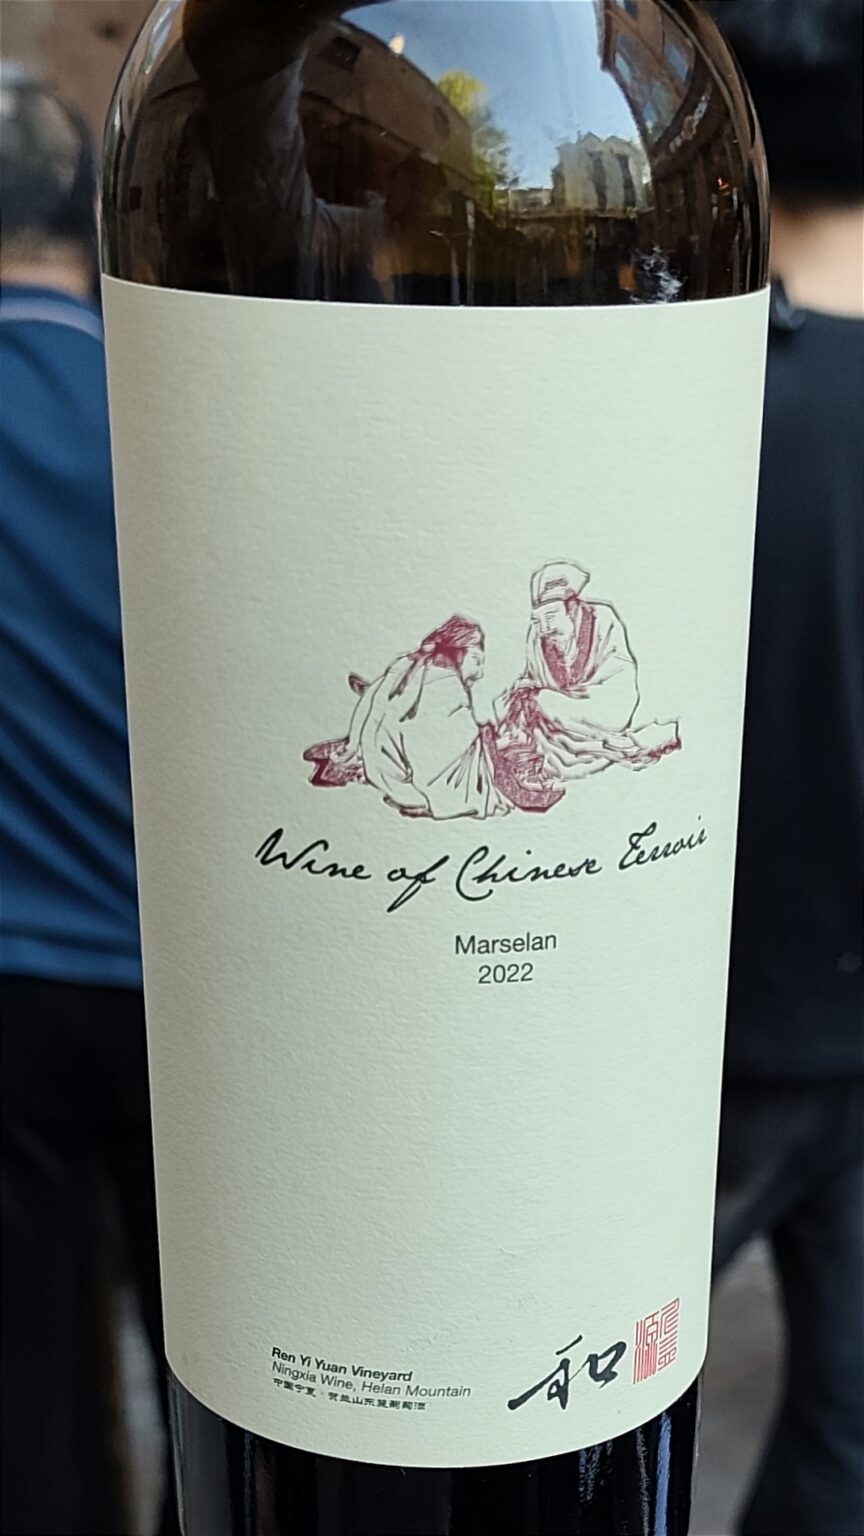 Wine of Chinese Terroir
Marselan
2022
Ren Yi Yuan Vineyard
Ningxia Wine, Helan Mountain
中国宁夏·贺兰山东麓葡萄酒
和